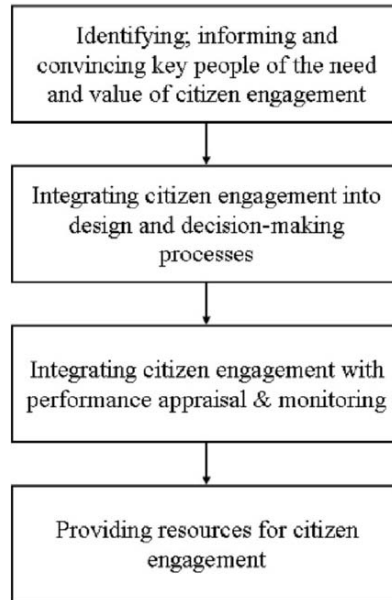 Identifying; informing and
convincing key people of the need
and value of citizen engagement
Integrating citizen engagement into
design and decision-making
processes
Integrating citizen engagement with
performance appraisal & monitoring
Providing resources for citizen
engagement